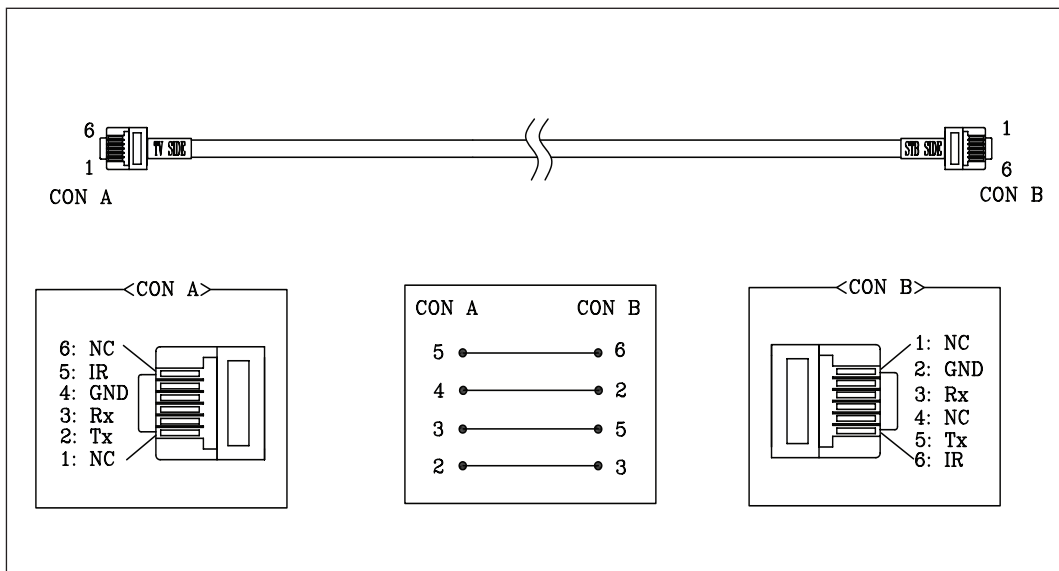 6
TV SIDE
1
CON A
STB SIDE
1
6
CON B
<CON A>
6: NC
5: IR
4: GND
3: Rx
2: Tx
1: NC
CON A CON B
5 6
4 2
3 5
2 3
<CON B>
1: NC
2: GND
3: Rx
4: NC
5: Tx
6: IR